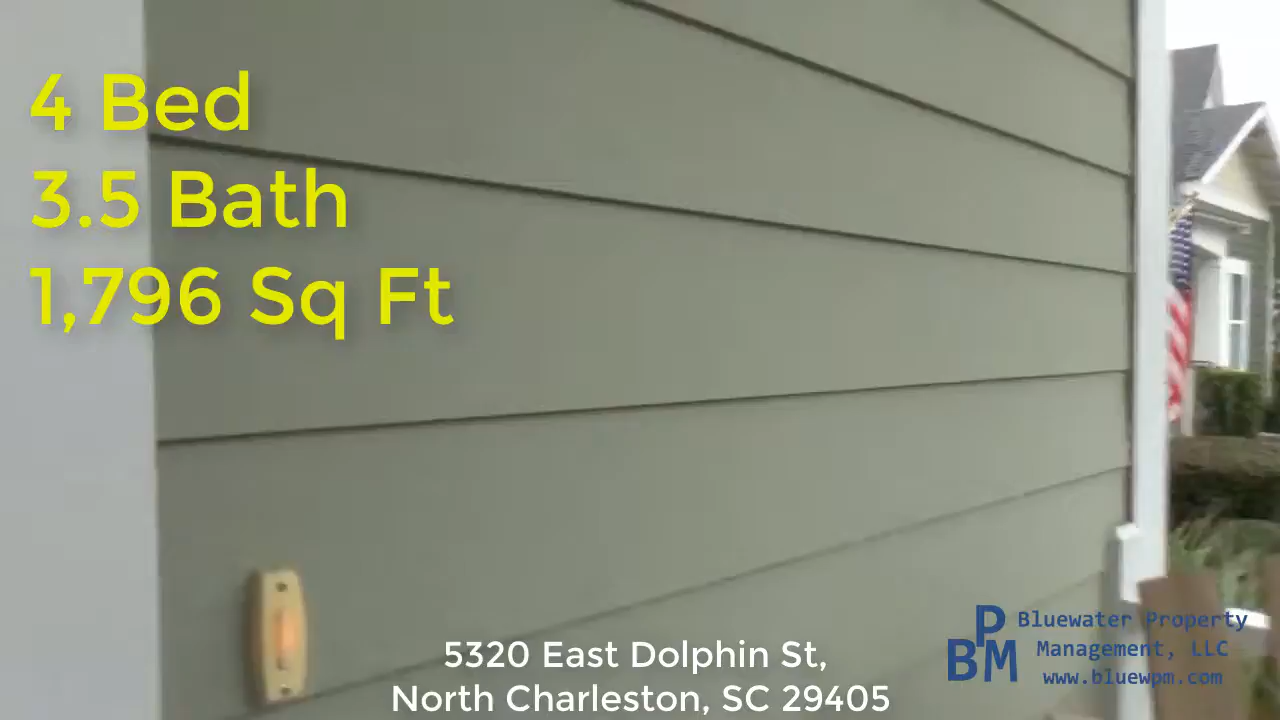 4 Bed
3.5 Bath
1,796 Sq Ft
5320 East Dolphin St,
North Charleston, SC 29405
BPM
Bluewater Property
Management, LLC
www.bluewpm.com